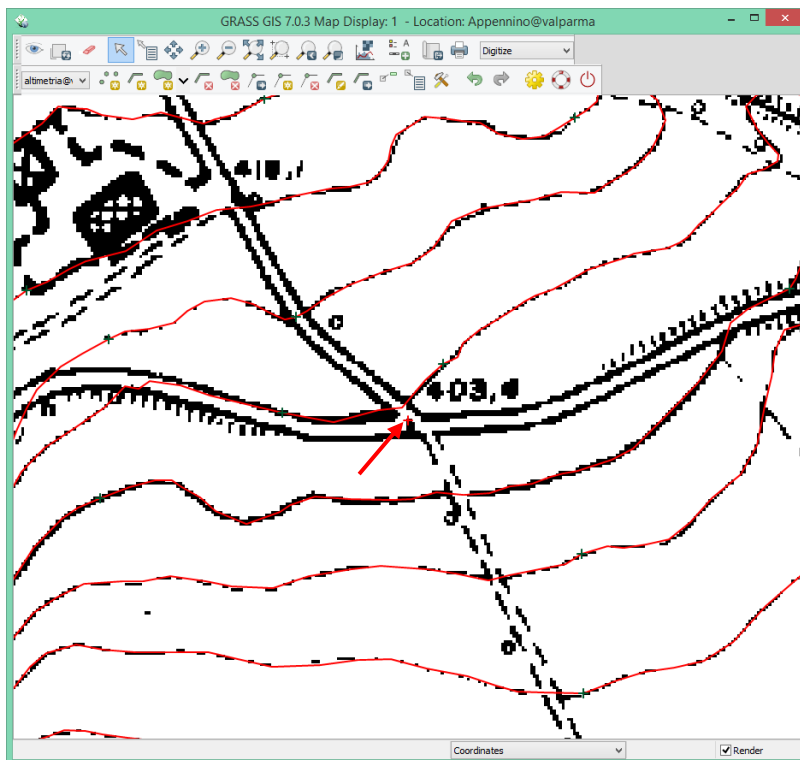 GRASS GIS 7.0.3 Map Display: 1 - Location: Appennino@valparma
Digitize
altimetria@v
403,4
Coordinates
Render